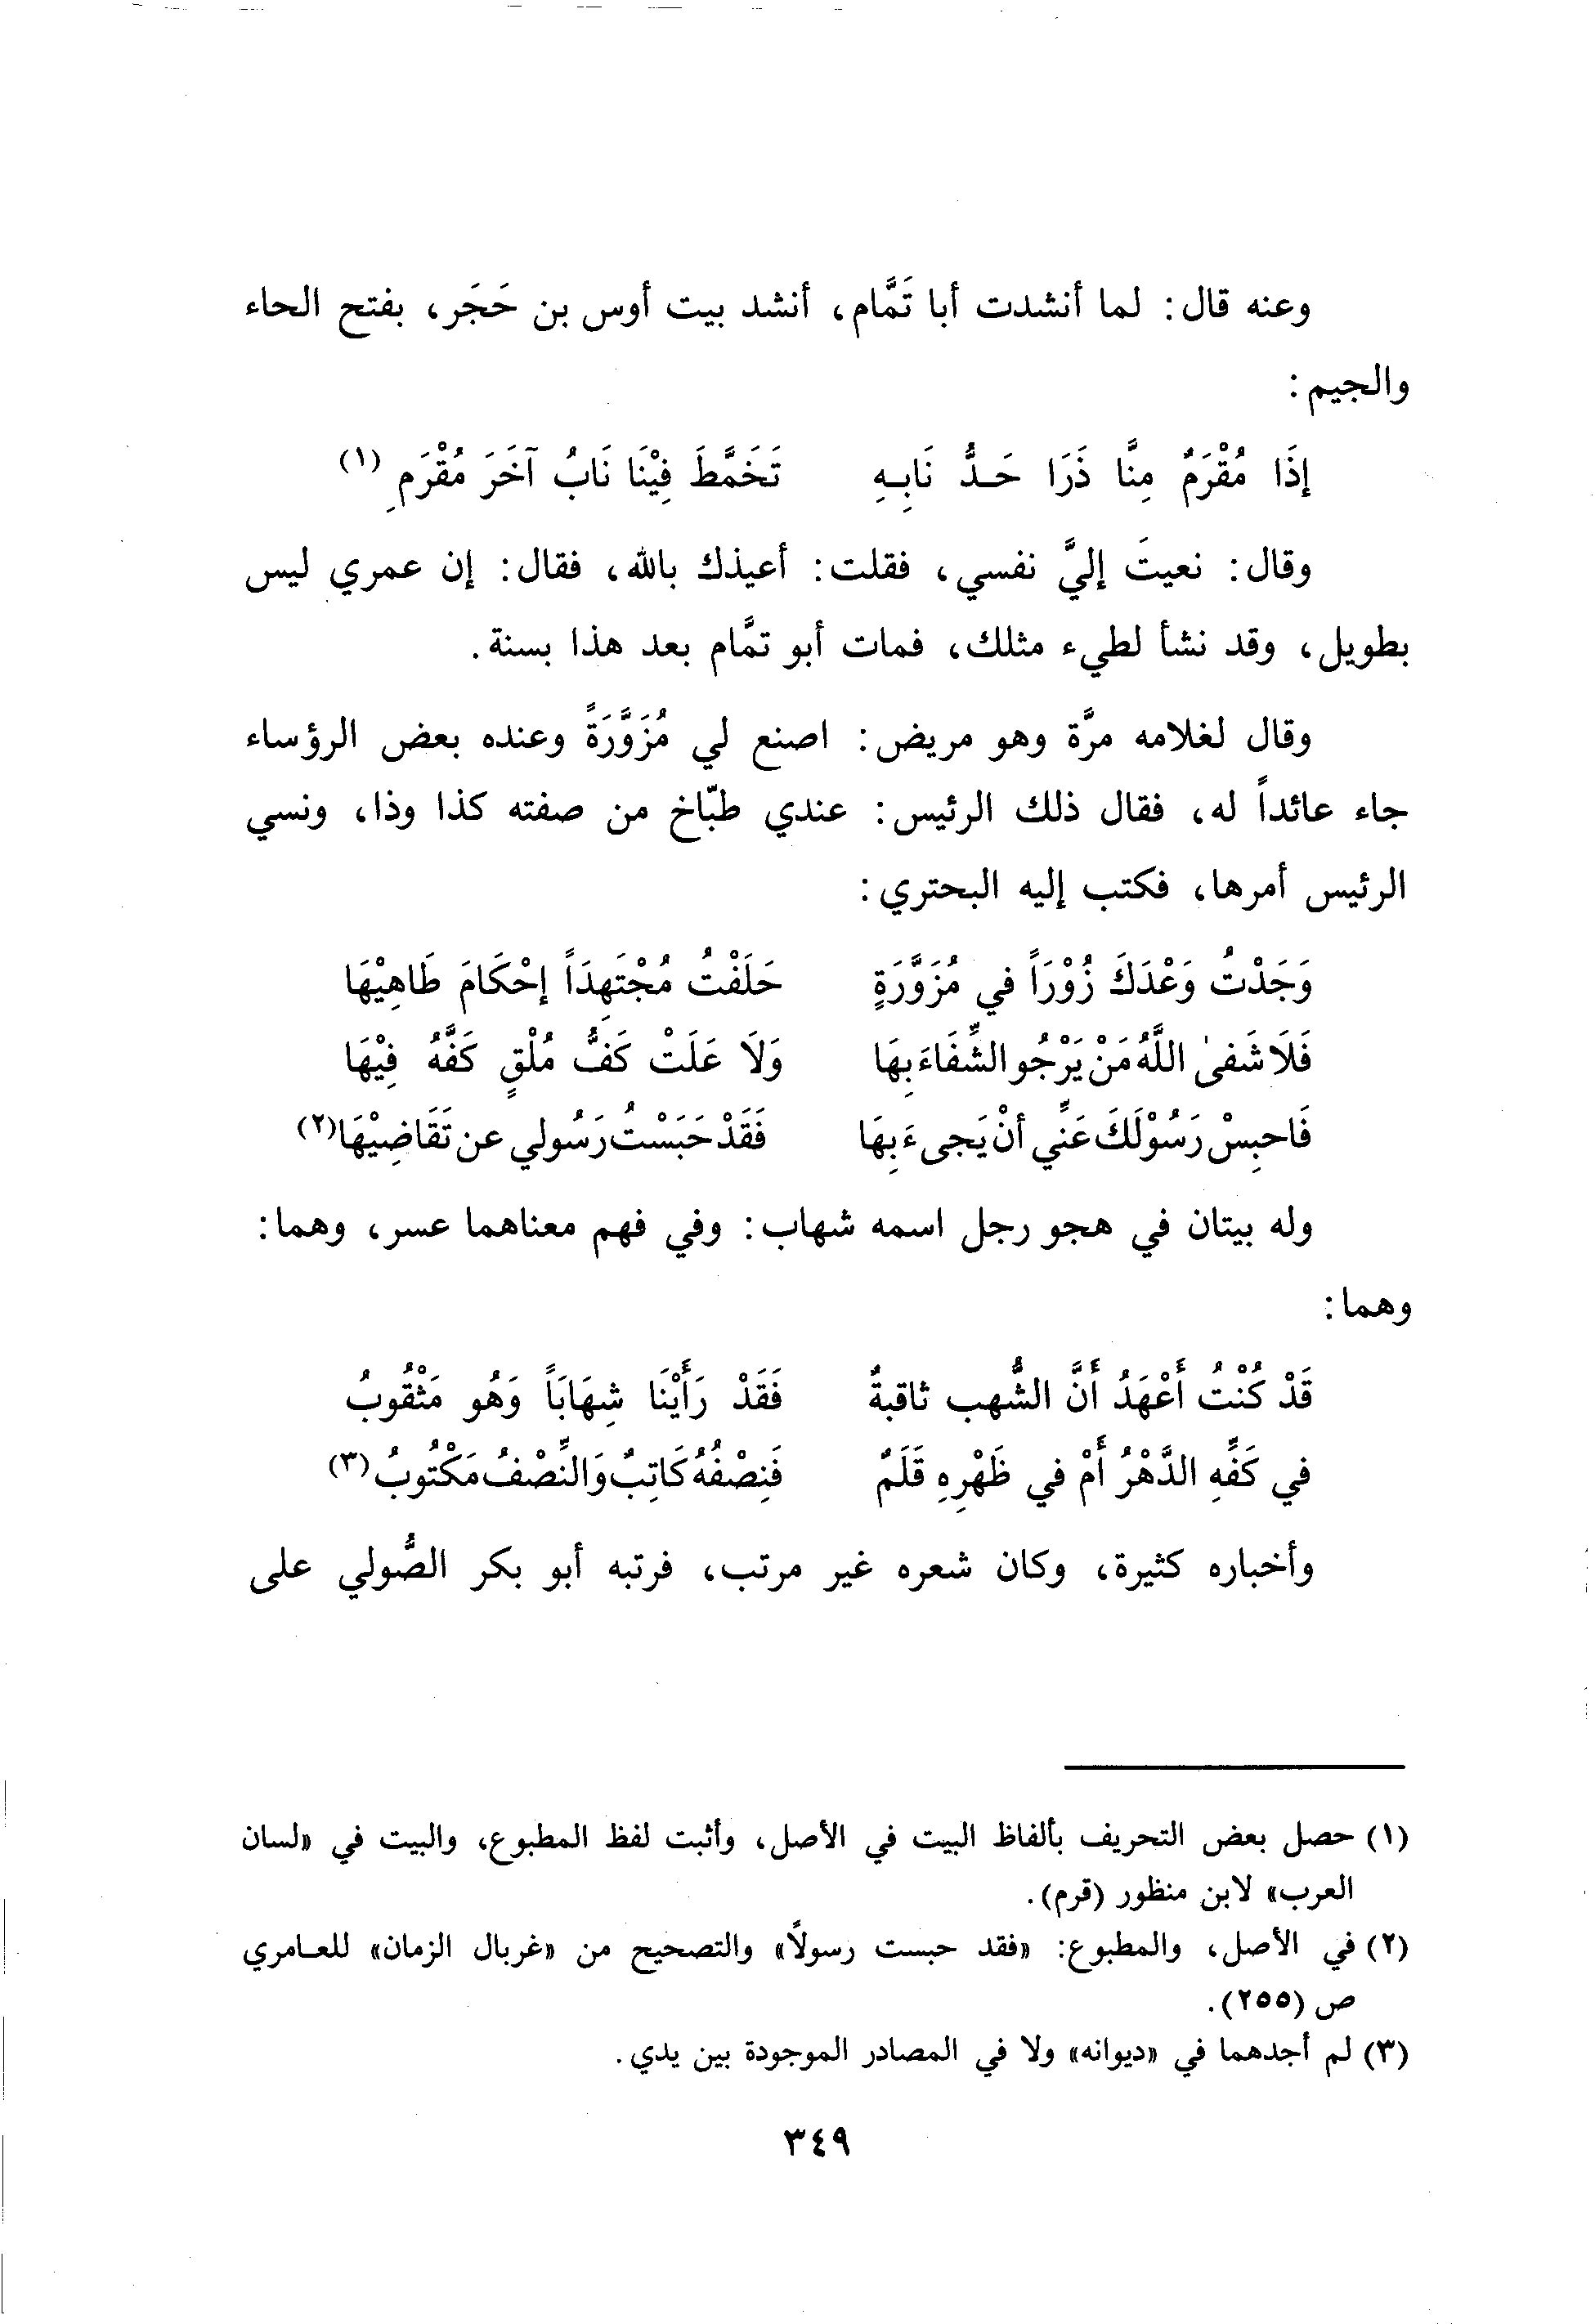 وعنه قال: لما أنشدت أبا تَمَّام، أنشد بيت أوس بن حَجَر، بفتح الحاء
والجيم:
إذَا مُقْرَمٌ مِنَّا ذَرَا حَـدُّ نَابِـهِ تَخَمَّطَ فِيْنَا نَابُ آخَرَ مُقْرَمِ (١)
وقال: نعيتَ إليَّ نفسي، فقلت: أعيذك بالله، فقال: إن عمري ليس
بطويل، وقد نشأ لطيء مثلك، فمات أبو تمَّام بعد هذا بسنة.
وقال لغلامه مرَّة وهو مريض: اصنع لي مُزَوَّرَةً وعنده بعض الرؤساء
جاء عائداً له، فقال ذلك الرئيس: عندي طبّاخ من صفته كذا وذا، ونسي
الرئيس أمرها، فكتب إليه البحتري:
وَجَدْتُ وَعْدَكَ زُوْرَاً في مُزَوَّرَةٍ حَلَفْتُ مُجْتَهِدَاً إحْكَامَ طَاهِيْهَا
فَلَا شَفىٰ اللَّهُ مَنْ يَرْجُو الشِّفَاءَ بِهَا وَلَا عَلَتْ كَفُّ مُلْقٍ كَفَّهُ فِيْهَا
فَاحبِسْ رَسُوْلَكَ عَنِّي أنْ يَجيءَ بِهَا فَقَدْ حَبَسْتُ رَسُولي عن تَقَاضِيْهَا (٢)
وله بيتان في هجو رجل اسمه شهاب: وفي فهم معناهما عسر، وهما:
وهما:
قَدْ كُنْتُ أَعْهَدُ أَنَّ الشُّهب ثاقبةٌ فَقَدْ رَأَيْنَا شِهَابَاً وَهُو مَثْقُوبُ
في كَفِّهِ الدَّهْرُ أَمْ في ظَهْرِهِ قَلَمٌ فَنِصْفُهُ كَاتِبٌ وَالنِّصْفُ مَكْتُوبُ (٣)
وأخباره كثيرة، وكان شعره غير مرتب، فرتبه أبو بكر الصُّولي على
(١) حصل بعض التحريف بألفاظ البيت في الأصل، وأثبت لفظ المطبوع، والبيت في «لسان
العرب» لابن منظور (قرم).
(٢) في الأصل، والمطبوع: «فقد حبست رسولاً» والتصحيح من «غربال الزمان» للعـامري
ص (٢٥٥).
(٣) لم أجدهما في «ديوانه» ولا في المصادر الموجودة بين يدي.
٣٤٩